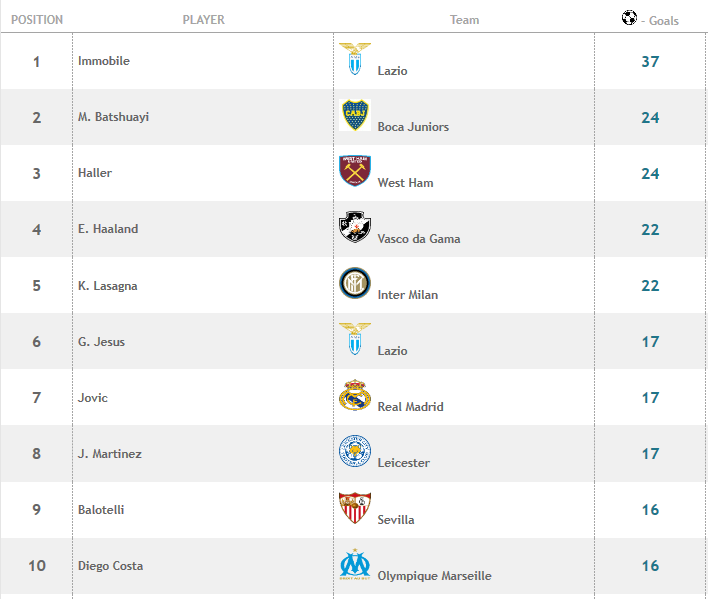 POSITION PLAYER Team - Goals
1 Immobile Lazio 37
2 M. Batshuayi Boca Juniors 24
3 Haller West Ham 24
4 E. Haaland Vasco da Gama 22
5 K. Lasagna Inter Milan 22
6 G. Jesus Lazio 17
7 Jovic Real Madrid 17
8 J. Martinez Leicester 17
9 Balotelli Sevilla 16
10 Diego Costa Olympique Marseille 16